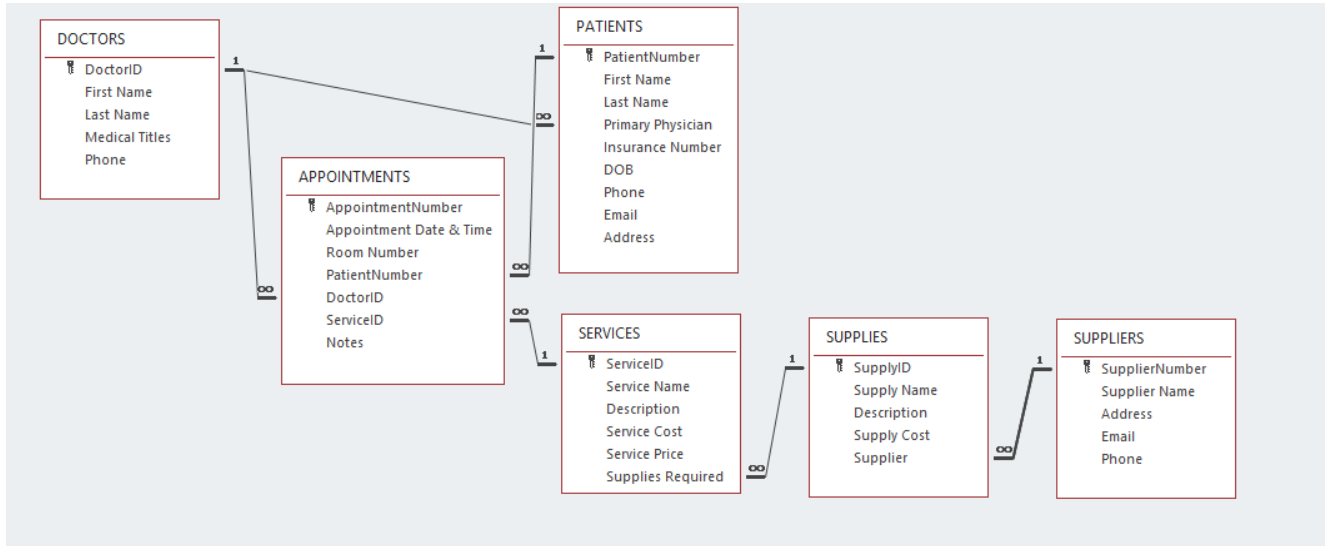 DOCTORS
DoctorID
First Name
Last Name
Medical Titles
Phone
1
∞
∞
PATIENTS
PatientNumber
First Name
Last Name
Primary Physician
Insurance Number
DOB
Phone
Email
Address
1
∞
APPOINTMENTS
AppointmentNumber
Appointment Date & Time
Room Number
PatientNumber
DoctorID
ServiceID
Notes
∞
1
SERVICES
ServiceID
Service Name
Description
Service Cost
Service Price
Supplies Required
∞
1
SUPPLIES
SupplyID
Supply Name
Description
Supply Cost
Supplier
∞
1
SUPPLIERS
SupplierNumber
Supplier Name
Address
Email
Phone